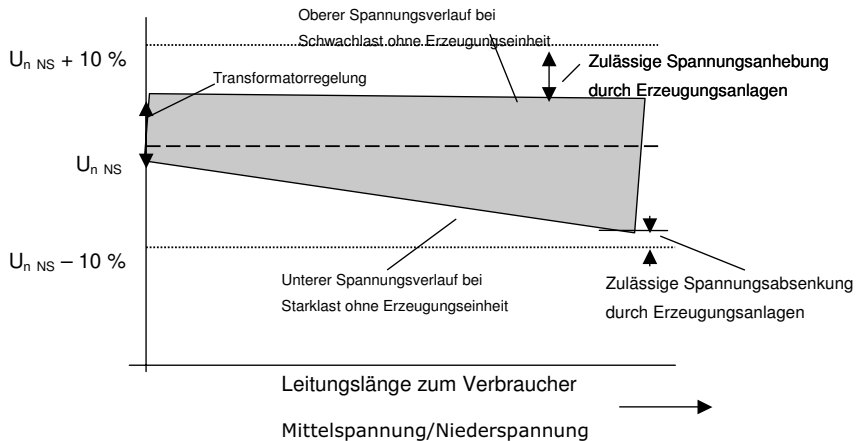 Oberer Spannungsverlauf bei
Schwachlast ohne Erzeugungseinheit
U n NS + 10 %
Zulässige Spannungsanhebung
durch Erzeugungsanlagen
Transformatorregelung
U n NS
U n NS – 10 %
Unterer Spannungsverlauf bei
Starklast ohne Erzeugungseinheit
Zulässige Spannungsabsenkung
durch Erzeugungsanlagen
Leitungslänge zum Verbraucher
Mittelspannung/Niederspannung